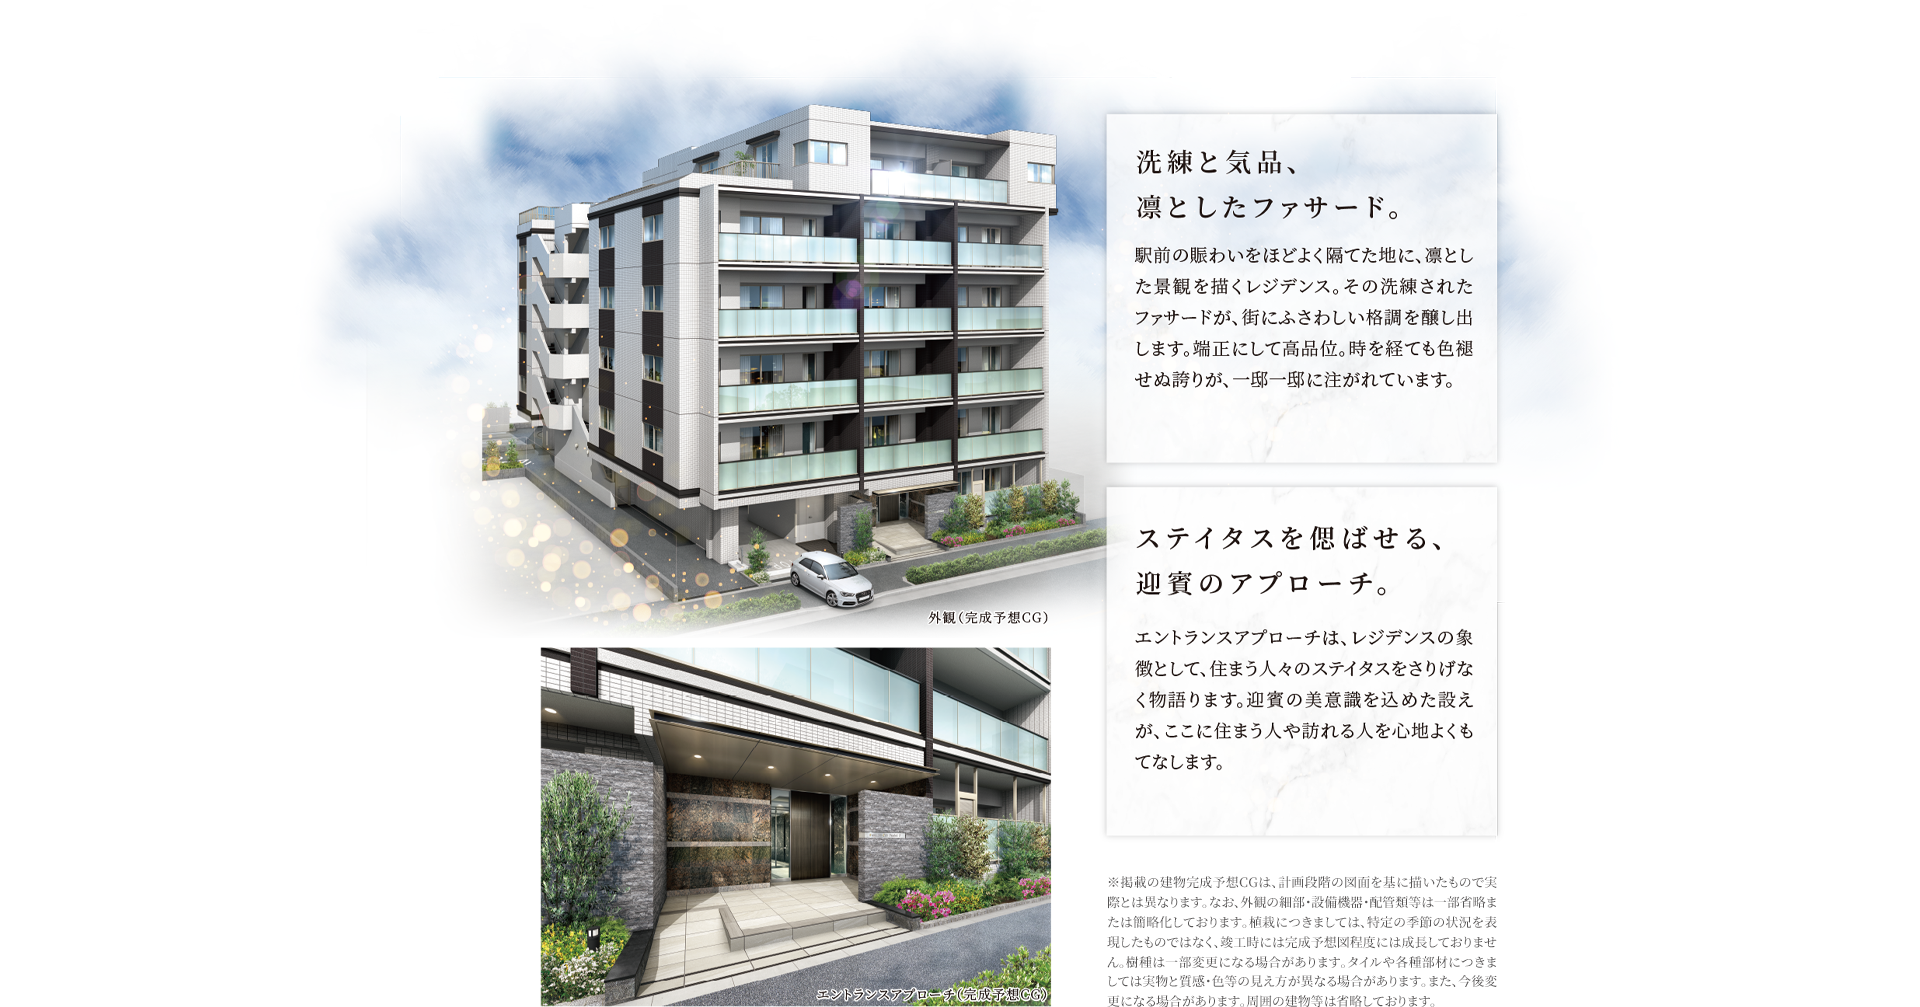 洗練と気品、
凛としたファサード。
駅前の賑わいをほどよく隔てた地に、凛とし
た景観を描くレジデンス。その洗練された
ファサードが、街にふさわしい格調を醸し出
します。端正にして高品位。時を経ても色褪
せぬ誇りが、一邸一邸に注がれています。
外観（完成予想CG）
ステイタスを偲ばせる、
迎賓のアプローチ。
エントランスアプローチは、レジデンスの象
徴として、住まう人々のステイタスをさりげな
く物語ります。迎賓の美意識を込めた設え
が、ここに住まう人や訪れる人を心地よくも
てなします。
エントランスアプローチ（完成予想CG）
※掲載の建物完成予想CGは、計画段階の図面を基に描いたもので実
際とは異なります。なお、外観の細部・設備機器・配管類等は一部省略ま
たは簡略化しております。植栽につきましては、特定の季節の状況を表
現したものではなく、竣工時には完成予想図程度には成長しておりませ
ん。樹種は一部変更になる場合があります。タイルや各種部材につきま
しては実物と質感・色等の見え方が異なる場合があります。また、今後変
更になる場合があります。周囲の建物等は省略しております。